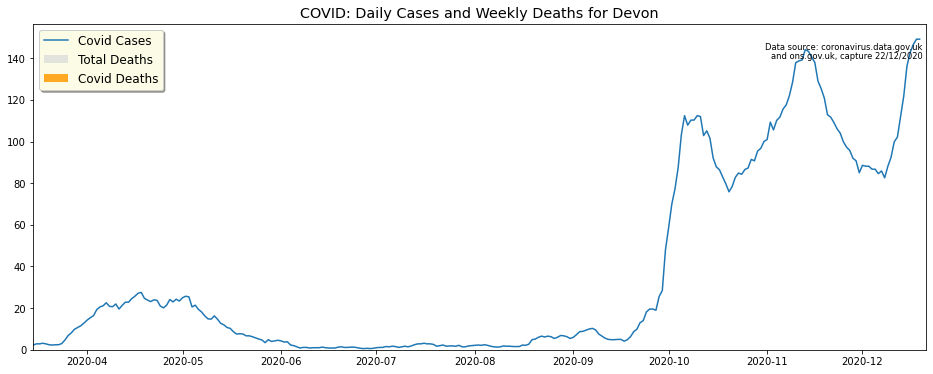 COVID: Daily Cases and Weekly Deaths for Devon
Covid Cases
Total Deaths
Covid Deaths
Data source: coronavirus.data.gov.uk
and ons.gov.uk, capture 22/12/2020
140
120
100
80
60
40
20
0
2020-04 2020-05 2020-06 2020-07 2020-08 2020-09 2020-10 2020-11 2020-12